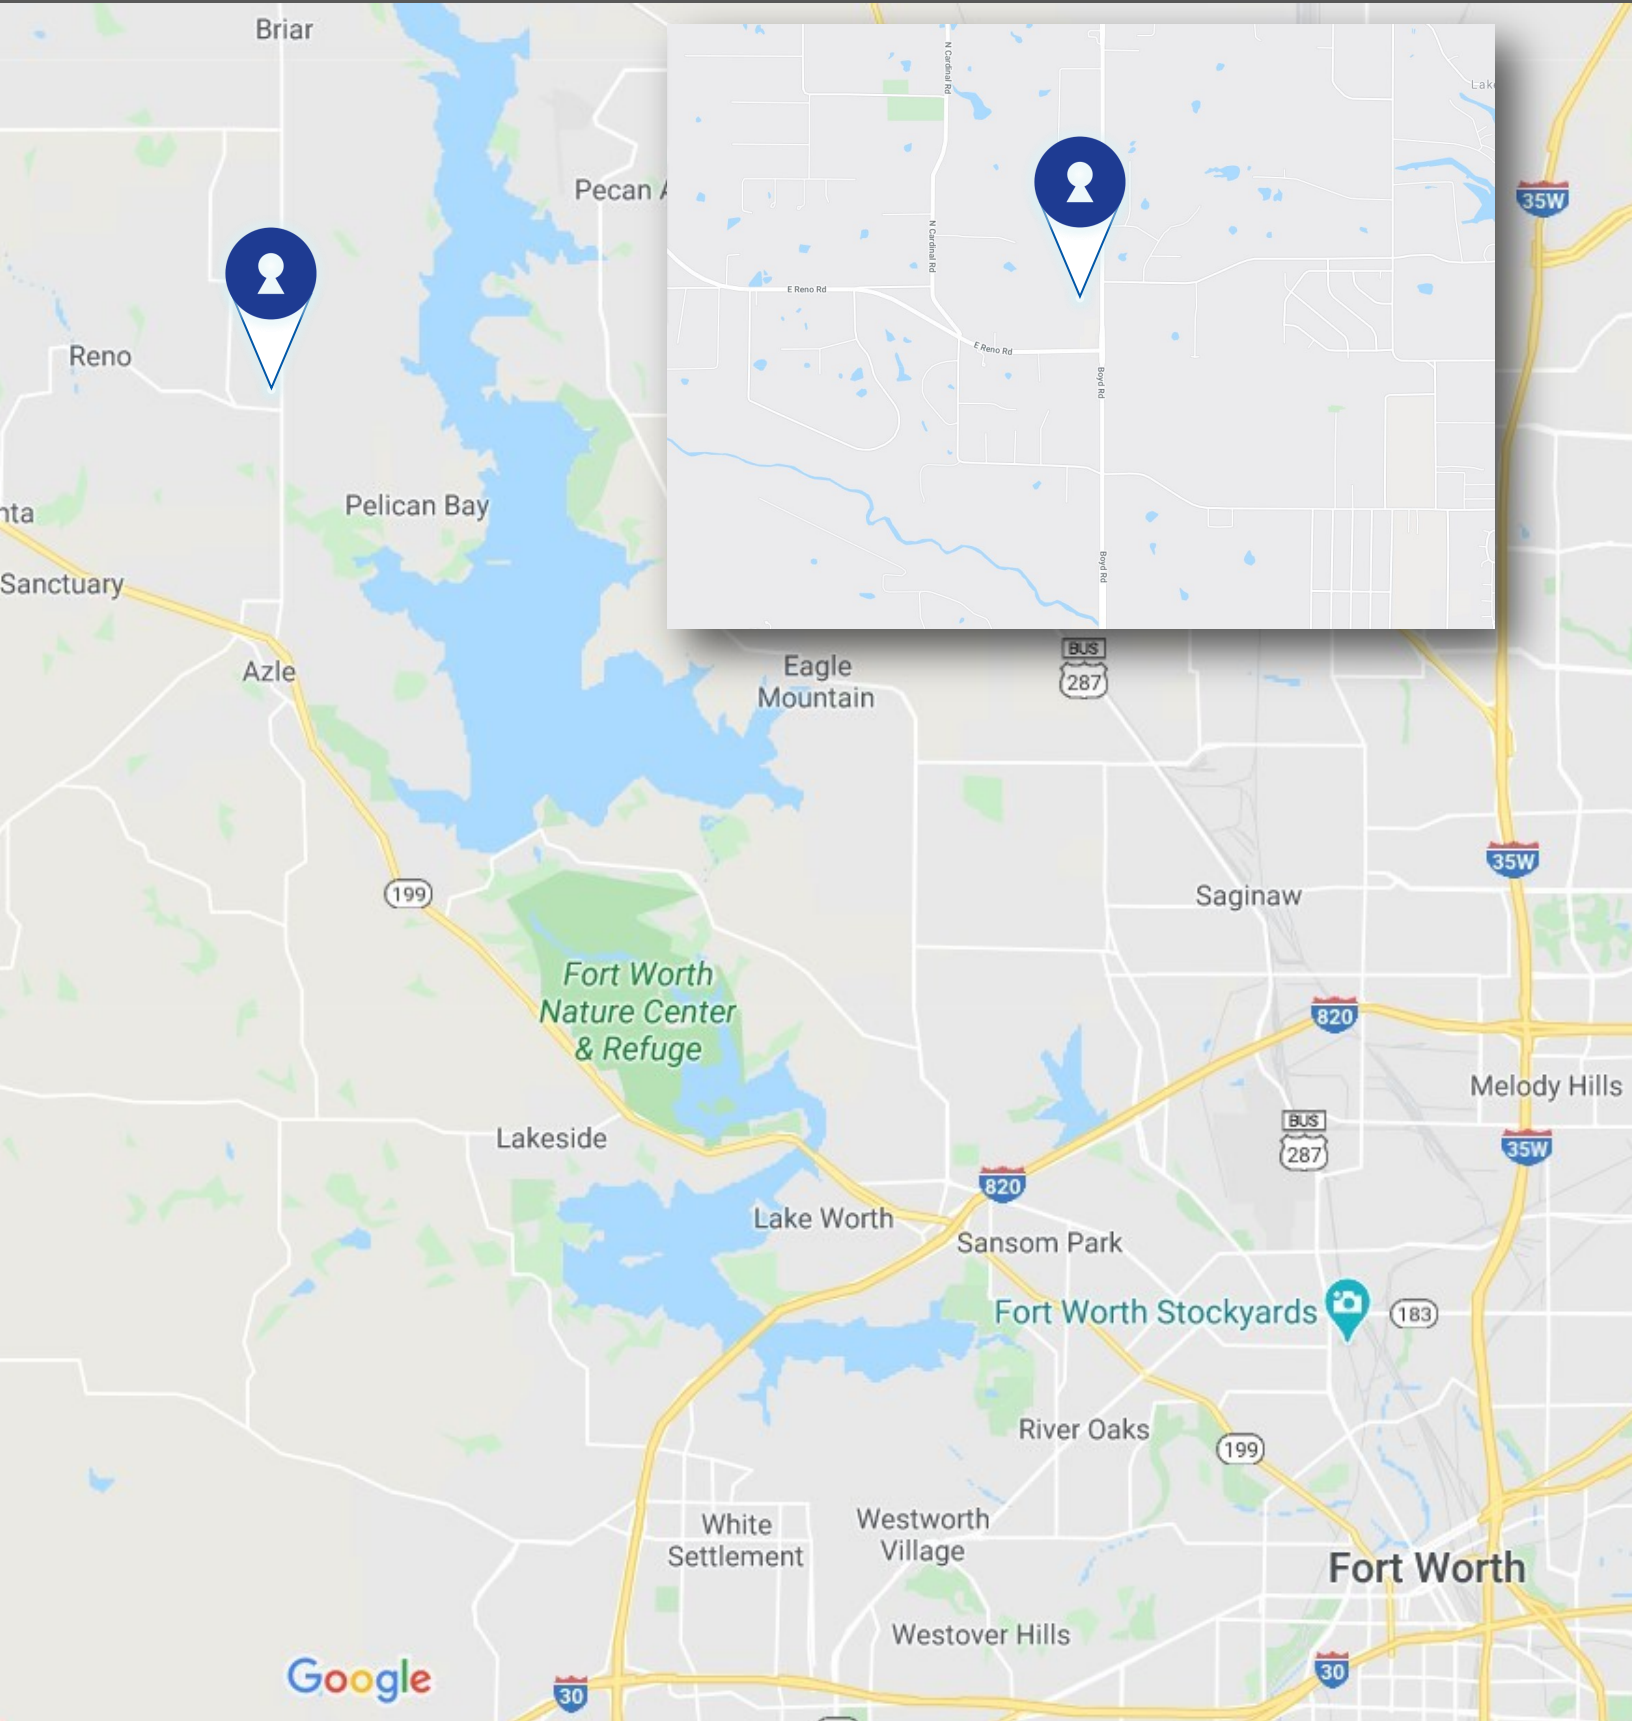 Briar
Pecan A
Reno
Pelican Bay
nta
Sanctuary
Azle
N Cardinal Rd
N Cardinal Rd
E Reno Rd
E Reno Rd
Boyd Rd
Boyd Rd
Lake
35W
BUS
287
Eagle
Mountain
35W
199
Saginaw
Fort Worth
Nature Center
& Refuge
820
Melody Hills
BUS
287
35W
Lakeside
820
Lake Worth
Sansom Park
Fort Worth Stockyards
183
River Oaks
199
White
Settlement
Westworth
Village
Fort Worth
Westover Hills
Google
30
30